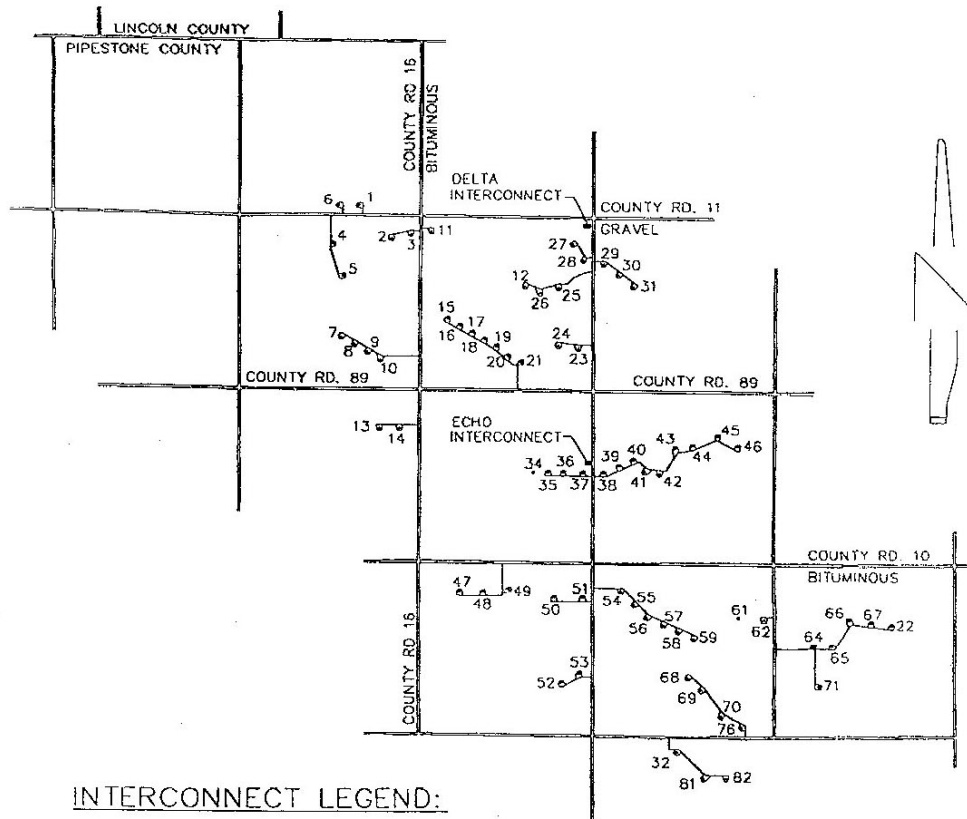 LINCOLN COUNTY
PIPESTONE COUNTY
COUNTY RD 16
BITUMINOUS
DELTA
INTERCONNECT
COUNTY RD. 11
GRAVEL
6 1
2 3 11
4
5
27
28 29
30
31
12
26 25
15
16 17
18 19
20 21
24
23
7
8 9
10
COUNTY RD. 89
COUNTY RD. 89
13 14
ECHO
INTERCONNECT
34
35 36 37 38 39 40
41 42
43 44 45 46
COUNTY RD. 10
BITUMINOUS
47 48 49
50 51
54 55
56 57
58 59
61 62
66 67 22
64 65
71
COUNTY RD 16
52 53
68
69
70
76
32
81 82
INTERCONNECT LEGEND: